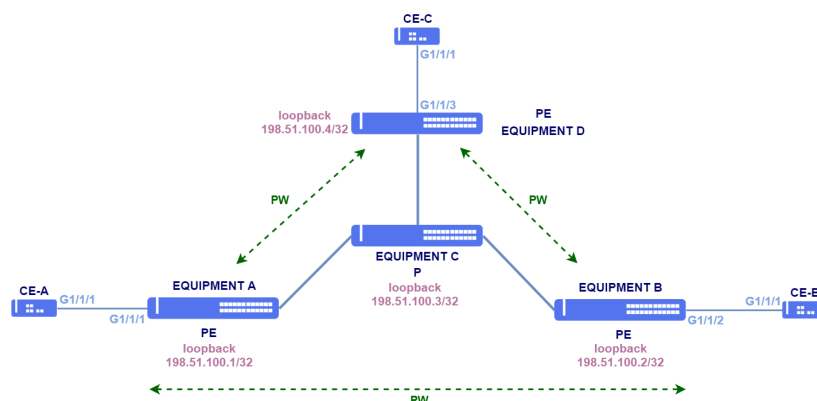 CE-C
G1/1/1
G1/1/3
loopback
198.51.100.4/32
PE
EQUIPMENT D
PW
PW
EQUIPMENT C
P
loopback
198.51.100.3/32
CE-A
G1/1/1
G1/1/1
EQUIPMENT A
PE
loopback
198.51.100.1/32
EQUIPMENT B
PE
loopback
198.51.100.2/32
G1/1/1
G1/1/2
CE-B
PW